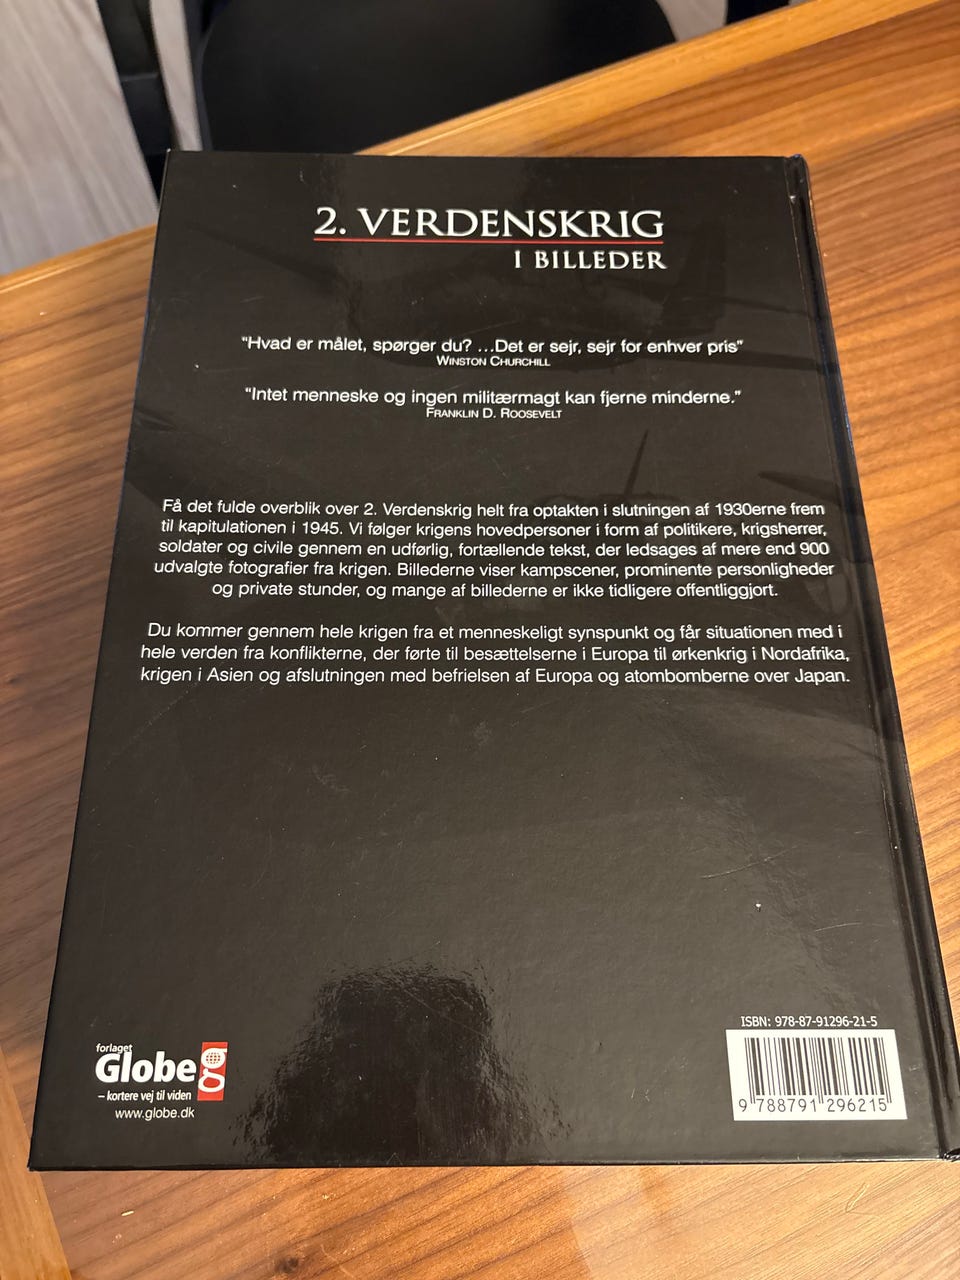 2. VERDENSKRIG
I BILLEDER
"Hvad er målet, spørger du? ...Det er sejr, sejr for enhver pris"
WINSTON CHURCHILL
"Intet menneske og ingen militærmagt kan fjerne minderne."
FRANKLIN D. ROOSEVELT
Få det fulde overblik over 2. Verdenskrig helt fra optakten i slutningen af 1930erne frem
til kapitulationen i 1945. Vi følger krigens hovedpersoner i form af politikere, krigsherrer,
soldater og civile gennem en udførlig, fortællende tekst, der ledsages af mere end 900
udvalgte fotografier fra krigen. Billederne viser kampscener, prominente personligheder
og private stunder, og mange af billederne er ikke tidligere offentliggjort.
Du kommer gennem hele krigen fra et menneskeligt synspunkt og får situationen med i
hele verden fra konflikterne, der førte til besættelserne i Europa til ørkenkrig i Nordafrika,
krigen i Asien og afslutningen med befrielsen af Europa og atombomberne over Japan.
forlaget
Globe g
– kortere vej til viden
www.globe.dk
ISBN: 978-87-91296-21-5
9 788791 296215